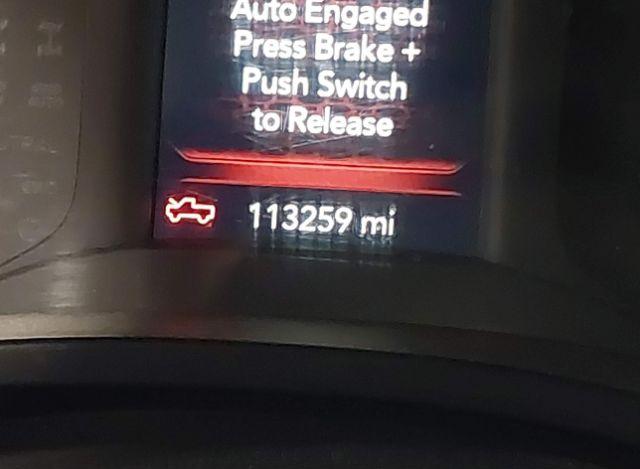 Auto Engaged
Press Brake +
Push Switch
to Release
113259 mi